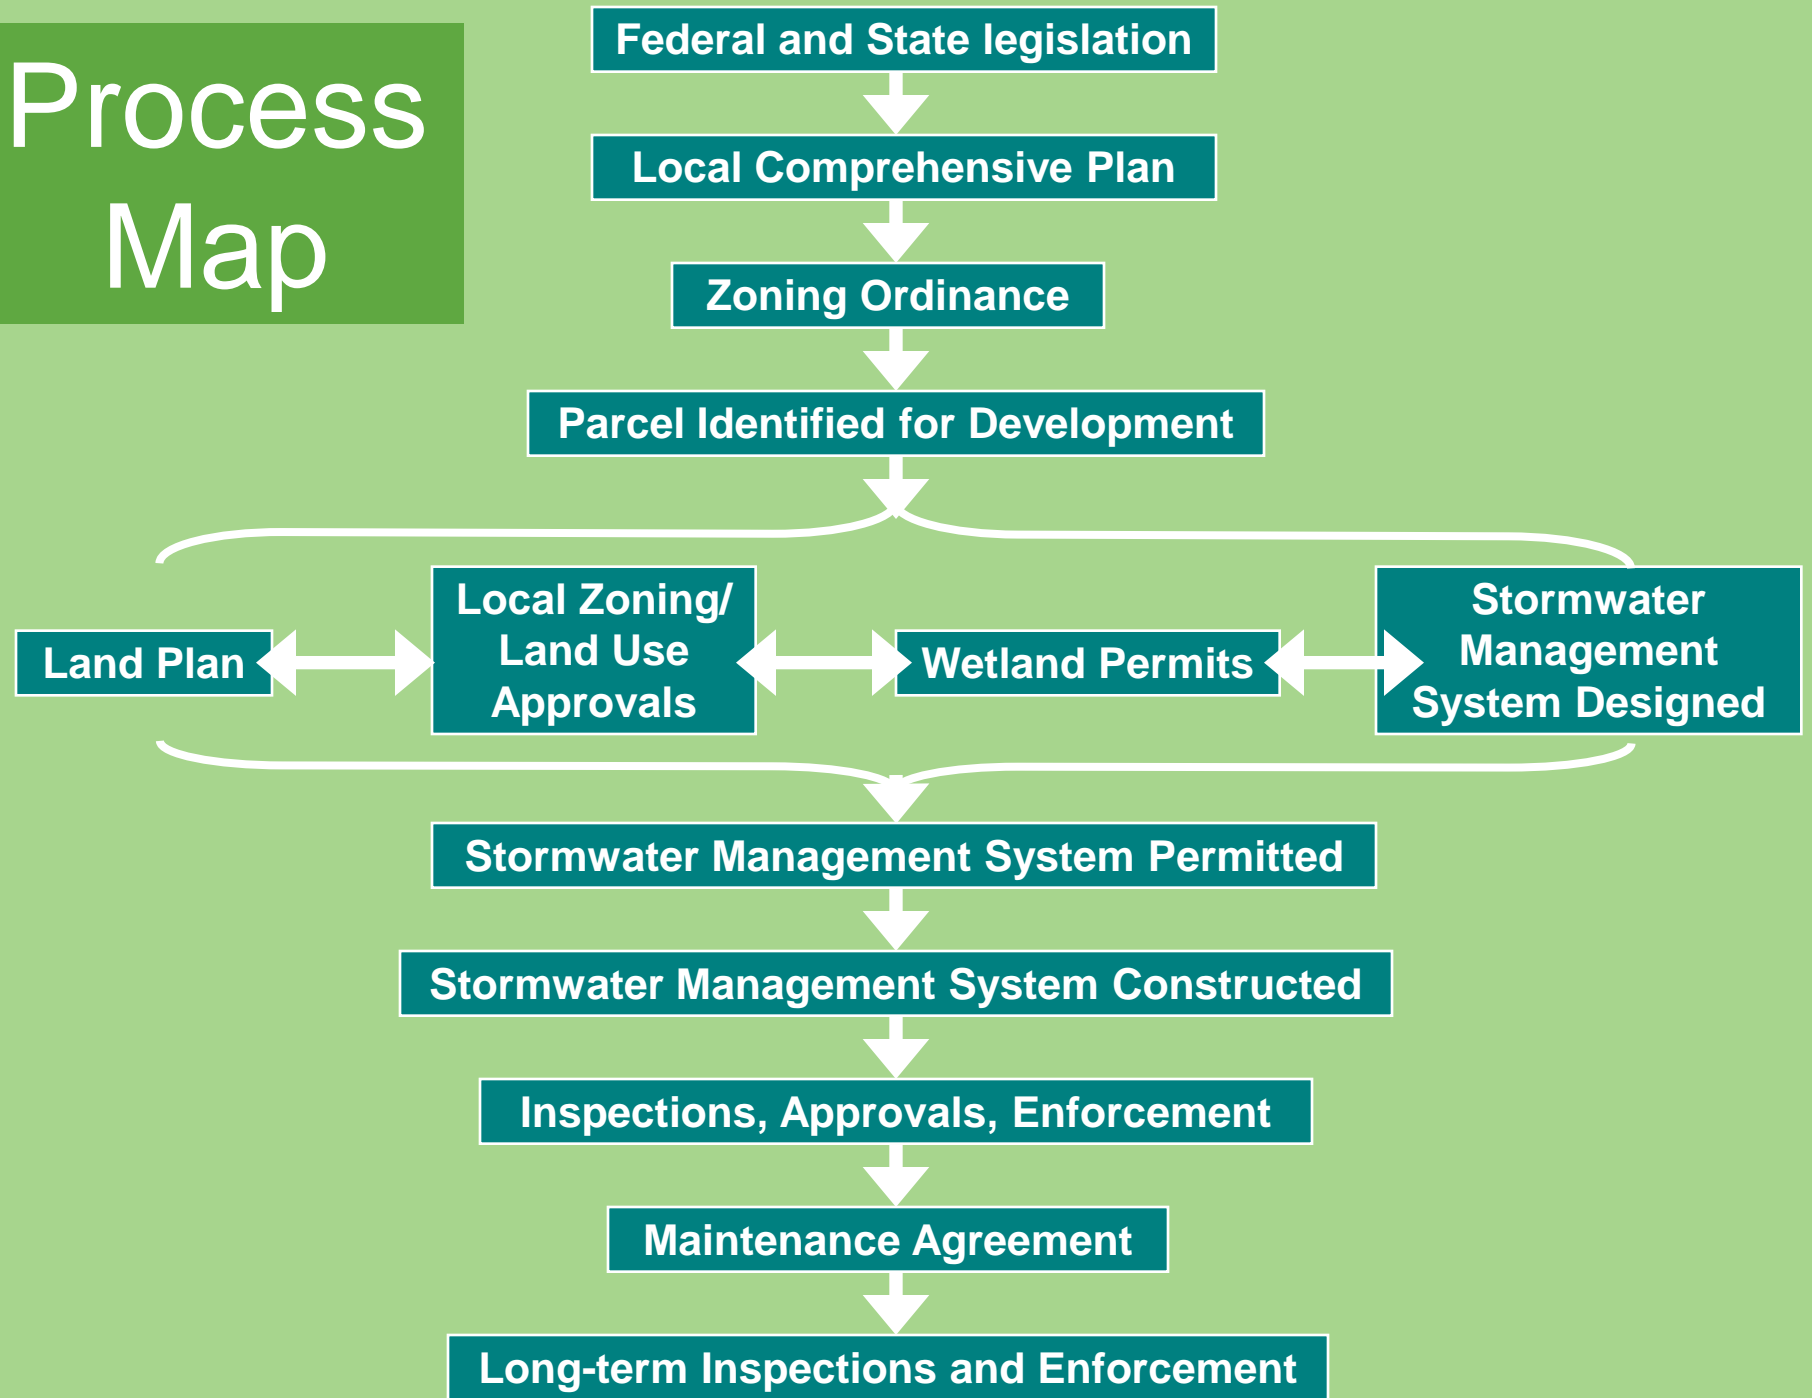 Process
Map
Federal and State legislation
Local Comprehensive Plan
Zoning Ordinance
Parcel Identified for Development
Land Plan
Local Zoning/
Land Use
Approvals
Wetland Permits
Stormwater
Management
System Designed
Stormwater Management System Permitted
Stormwater Management System Constructed
Inspections, Approvals, Enforcement
Maintenance Agreement
Long-term Inspections and Enforcement